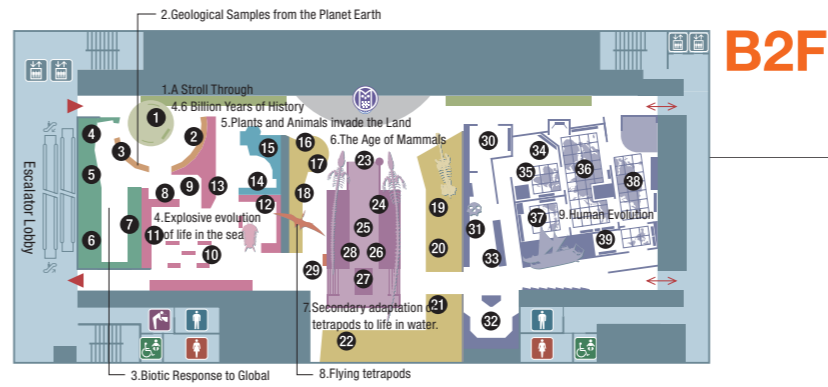 2.Geological Samples from the Planet Earth
B2F
1.A Stroll Through
4.6 Billion Years of History
5.Plants and Animals invade the Land
6.The Age of Mammals
1
2
3
4
5
6
7
8
9
10
11
12
13
14
15
16
17
18
19
20
21
22
23
24
25
26
27
28
29
30
31
32
33
34
35
36
37
38
39
Escalator Lobby
4.Explosive evolution
of life in the sea
9.Human Evolution
7.Secondary adaptation of
tetrapods to life in water.
3.Biotic Response to Global
8.Flying tetrapods